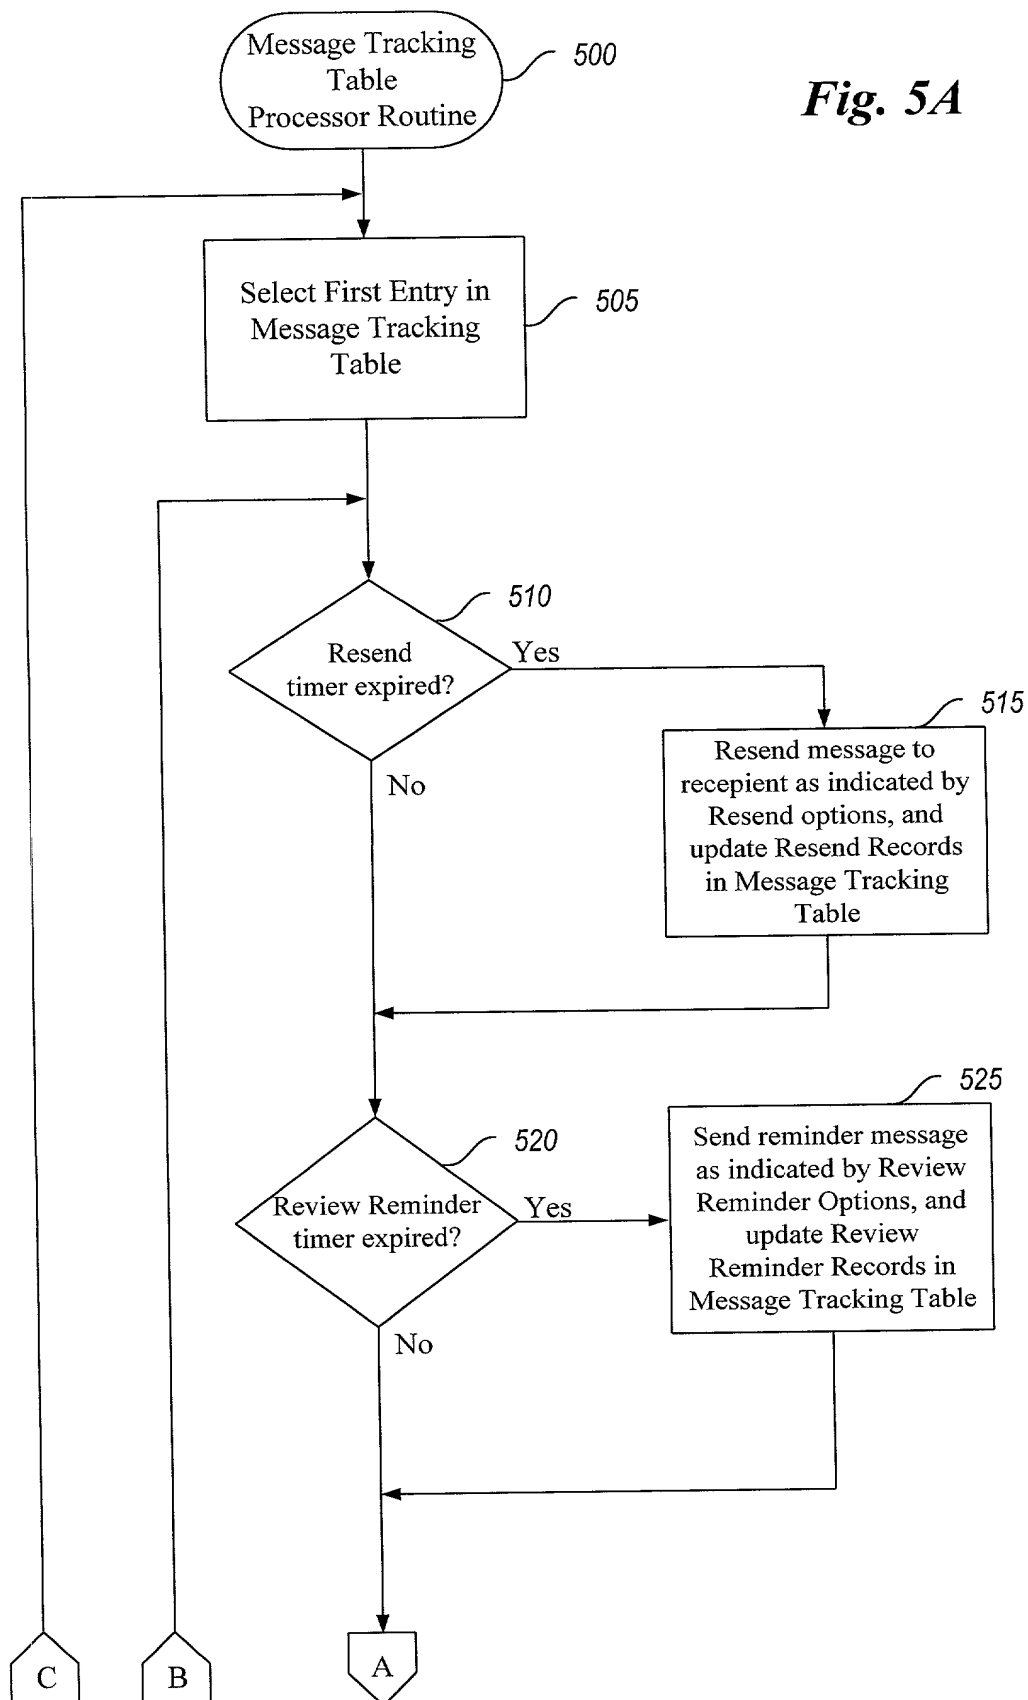 Message Tracking
Table
Processor Routine
500
Fig. 5A
Select First Entry in
Message Tracking
Table
505
510
Resend
timer expired?
Yes
No
515
Resend message to
recepient as indicated by
Resend options, and
update Resend Records
in Message Tracking
Table
520
Review Reminder
timer expired?
Yes
No
525
Send reminder message
as indicated by Review
Reminder Options, and
update Review
Reminder Records in
Message Tracking Table
C
B
A